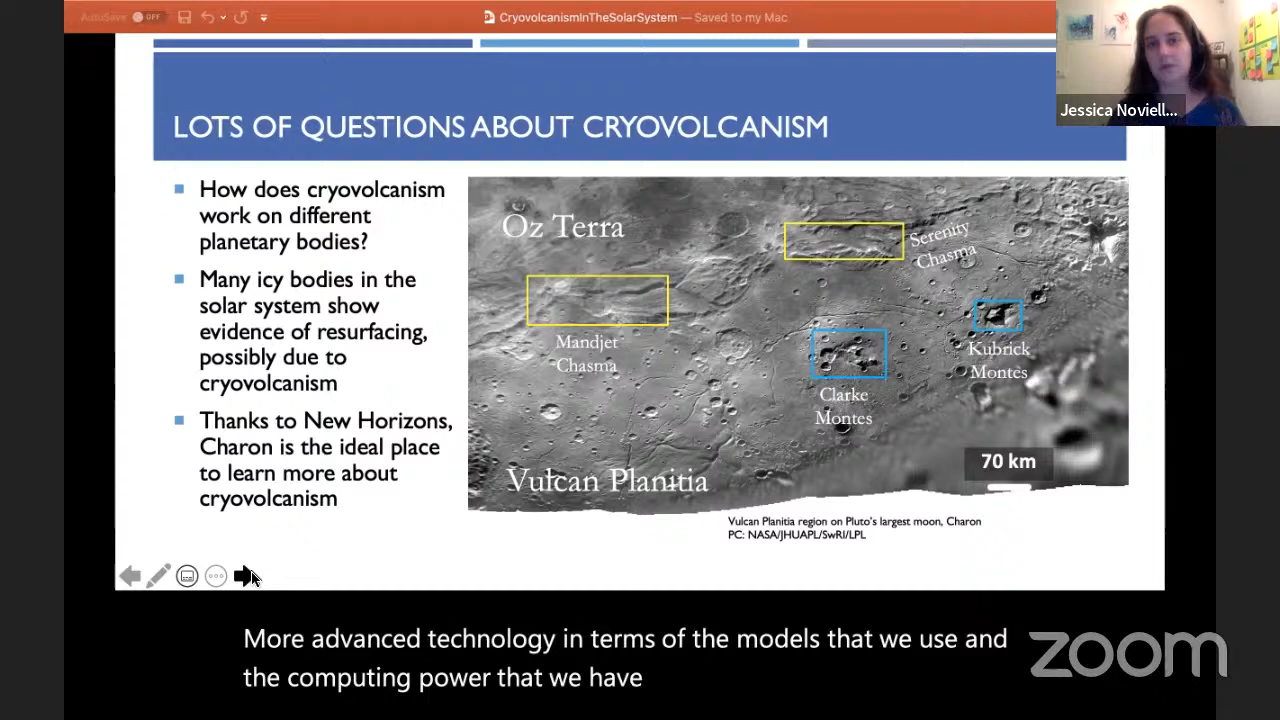 AutoSave OFF
CryovolcanismInTheSolarSystem — Saved to my Mac
Jessica Noviell...
LOTS OF QUESTIONS ABOUT CRYOVOLCANISM
How does cryovolcanism
work on different
planetary bodies?
Many icy bodies in the
solar system show
evidence of resurfacing,
possibly due to
cryovolcanism
Thanks to New Horizons,
Charon is the ideal place
to learn more about
cryovolcanism
Oz Terra
Serenity
Chasma
Mandjet
Chasma
Kubrick
Montes
Clarke
Montes
70 km
Vulcan Planitia
Vulcan Planitia region on Pluto's largest moon, Charon
PC: NASA/JHUAPL/SwRI/LPL
More advanced technology in terms of the models that we use and
the computing power that we have
zoom